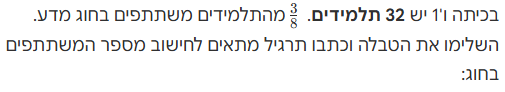 בכיתה ו'1 יש 32 תלמידים. 3/8 מהתלמידים משתתפים בחוג מדע.
השלימו את הטבלה וכתבו תרגיל מתאים לחישוב מספר המשתתפים
בחוג: